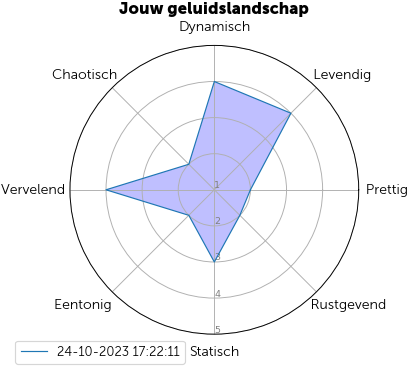 Jouw geluidslandschap
Dynamisch
Chaotisch
Levendig
Vervelend
1
Prettig
2
3
4
Eentonig
Rustgevend
5
24-10-2023 17:22:11
Statisch